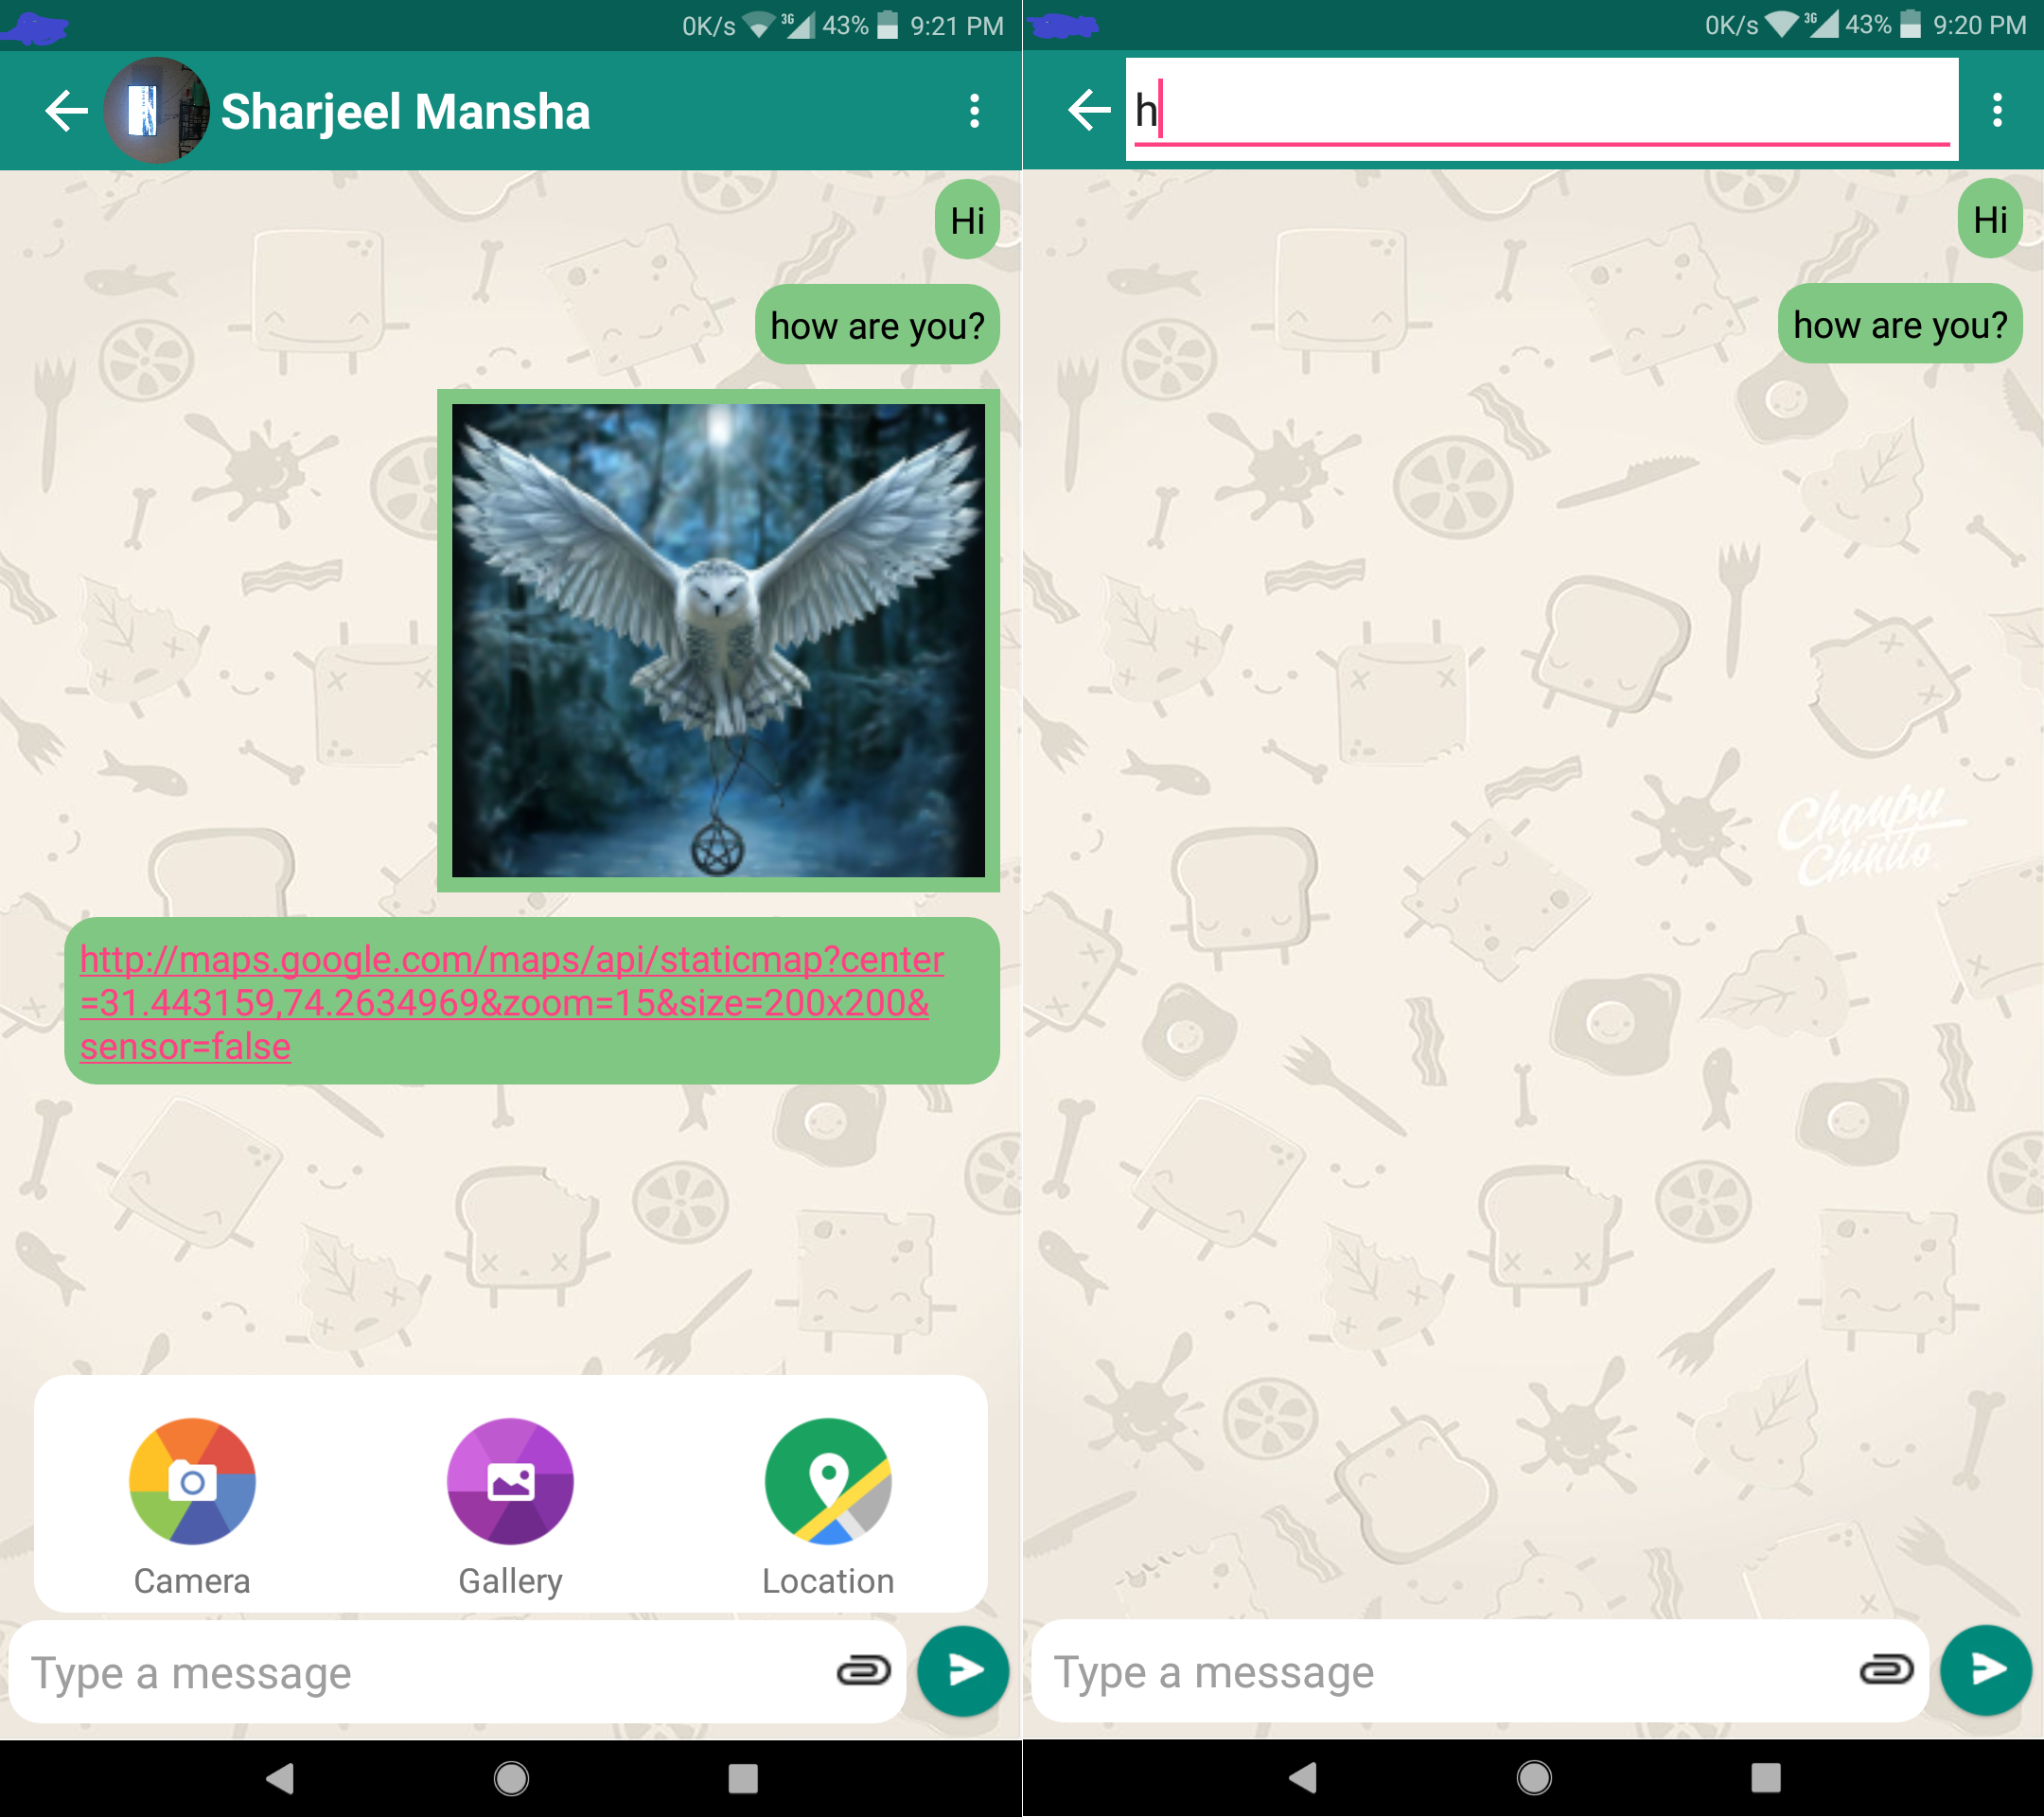 0K/s 3G 43% 9:21 PM
Sharjeel Mansha
Hi
how are you?
http://maps.google.com/maps/api/staticmap?center
=31.443159,74.2634969&zoom=15&size=200x200&
sensor=false
Camera Gallery Location
Type a message
0K/s 3G 43% 9:20 PM
h
Hi
how are you?
Chaupu
Chikito
Type a message